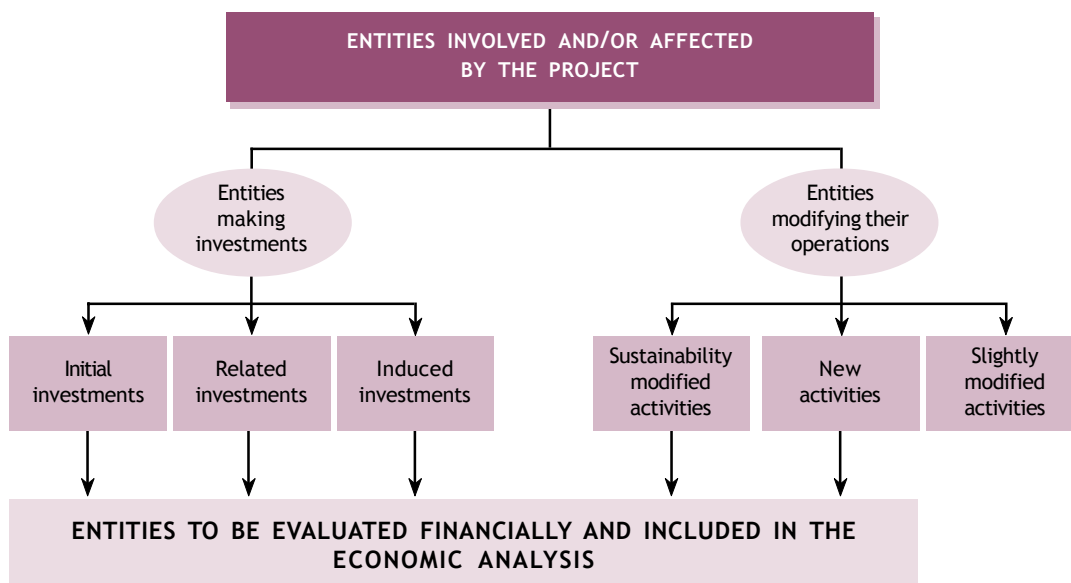 ENTITIES INVOLVED AND/OR AFFECTED
BY THE PROJECT
Entities
making
investments
Entities
modifying their
operations
Initial
investments
Related
investments
Induced
investments
Sustainability
modified
activities
New
activities
Slightly
modified
activities
ENTITIES TO BE EVALUATED FINANCIALLY AND INCLUDED IN THE
ECONOMIC ANALYSIS